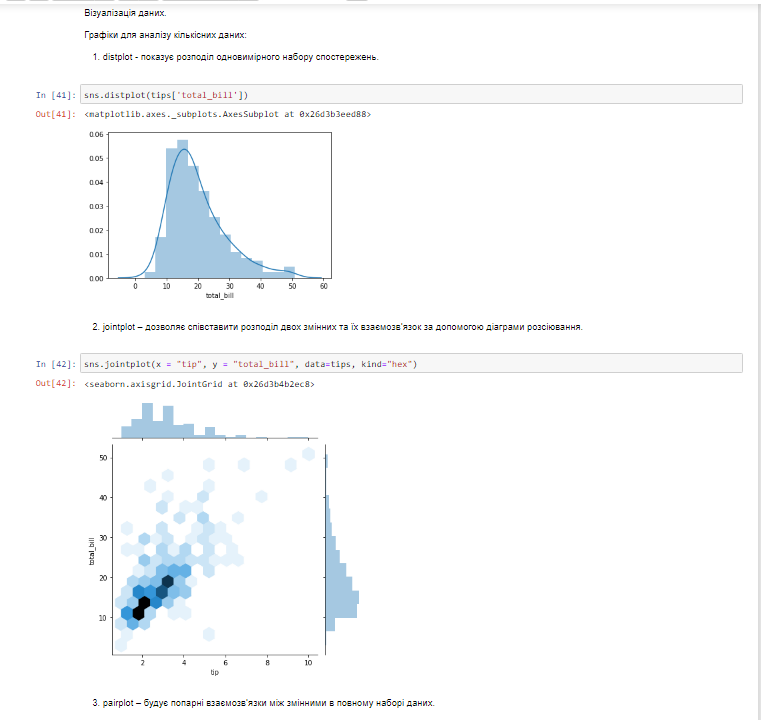 Візуалізація даних.
Графіки для аналізу кількісних даних:
1. distplot - показує розподіл одновимірного набору спостережень.
In [41]: sns.distplot(tips['total_bill'])
Out[41]: <matplotlib.axes._subplots.AxesSubplot at 0x26d3b3eed88>
0.06
0.05
0.04
0.03
0.02
0.01
0.00
0 10 20 30 40 50 60
total_bill
2. jointplot – дозволяє співставити розподіл двох змінних та їх взаємозв'язок за допомогою діаграми розсіювання.
In [42]: sns.jointplot(x = "tip", y = "total_bill", data=tips, kind="hex")
Out[42]: <seaborn.axisgrid.JointGrid at 0x26d3b4b2ec8>
50
40
30
total_bill
20
10
2 4 6 8 10
tip
3. pairplot – будує попарні взаємозв'язки між змінними в повному наборі даних.